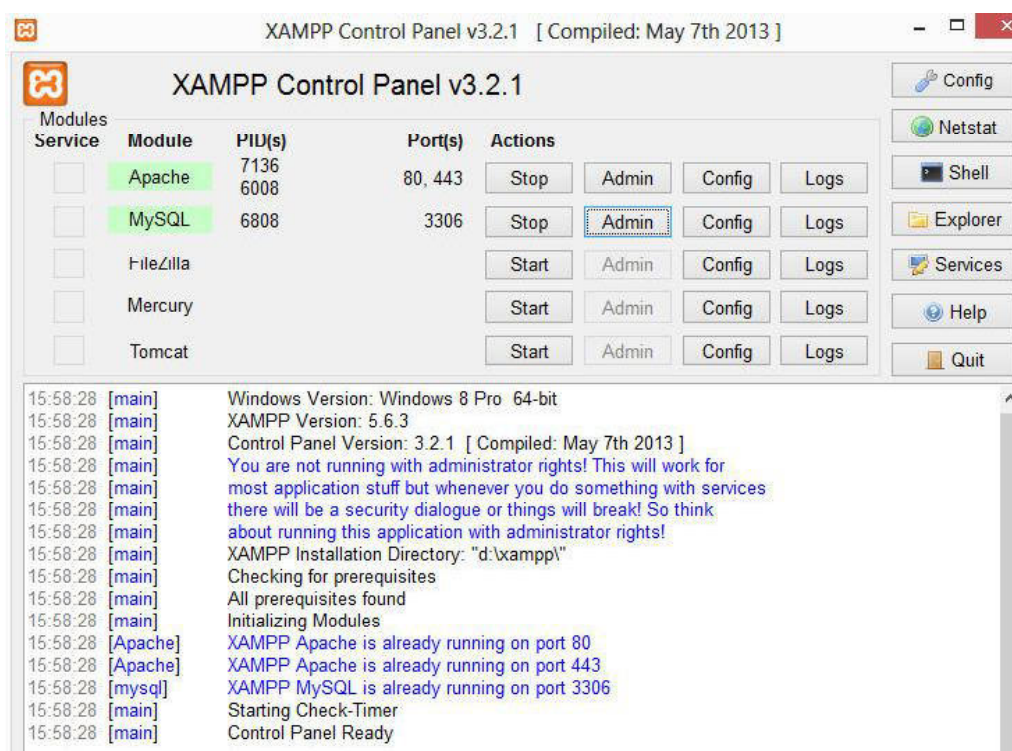 XAMPP Control Panel v3.2.1 [ Compiled: May 7th 2013 ]
XAMPP Control Panel v3.2.1
Config
Modules
Netstat
Service Module PID(s) Port(s) Actions
Apache 7136 6008 80, 443 Stop Admin Config Logs
Shell
MySQL 6808 3306 Stop Admin Config Logs
Explorer
FileZilla Start Admin Config Logs
Services
Mercury Start Admin Config Logs
Help
Tomcat Start Admin Config Logs
Quit
15:58:28 [main] Windows Version: Windows 8 Pro 64-bit
15:58:28 [main] XAMPP Version: 5.6.3
15:58:28 [main] Control Panel Version: 3.2.1 [ Compiled: May 7th 2013 ]
15:58:28 [main] You are not running with administrator rights! This will work for
15:58:28 [main] most application stuff but whenever you do something with services
15:58:28 [main] there will be a security dialogue or things will break! So think
15:58:28 [main] about running this application with administrator rights!
15:58:28 [main] XAMPP Installation Directory: "d:\xampp\"
15:58:28 [main] Checking for prerequisites
15:58:28 [main] All prerequisites found
15:58:28 [main] Initializing Modules
15:58:28 [Apache] XAMPP Apache is already running on port 80
15:58:28 [Apache] XAMPP Apache is already running on port 443
15:58:28 [mysql] XAMPP MySQL is already running on port 3306
15:58:28 [main] Starting Check-Timer
15:58:28 [main] Control Panel Ready